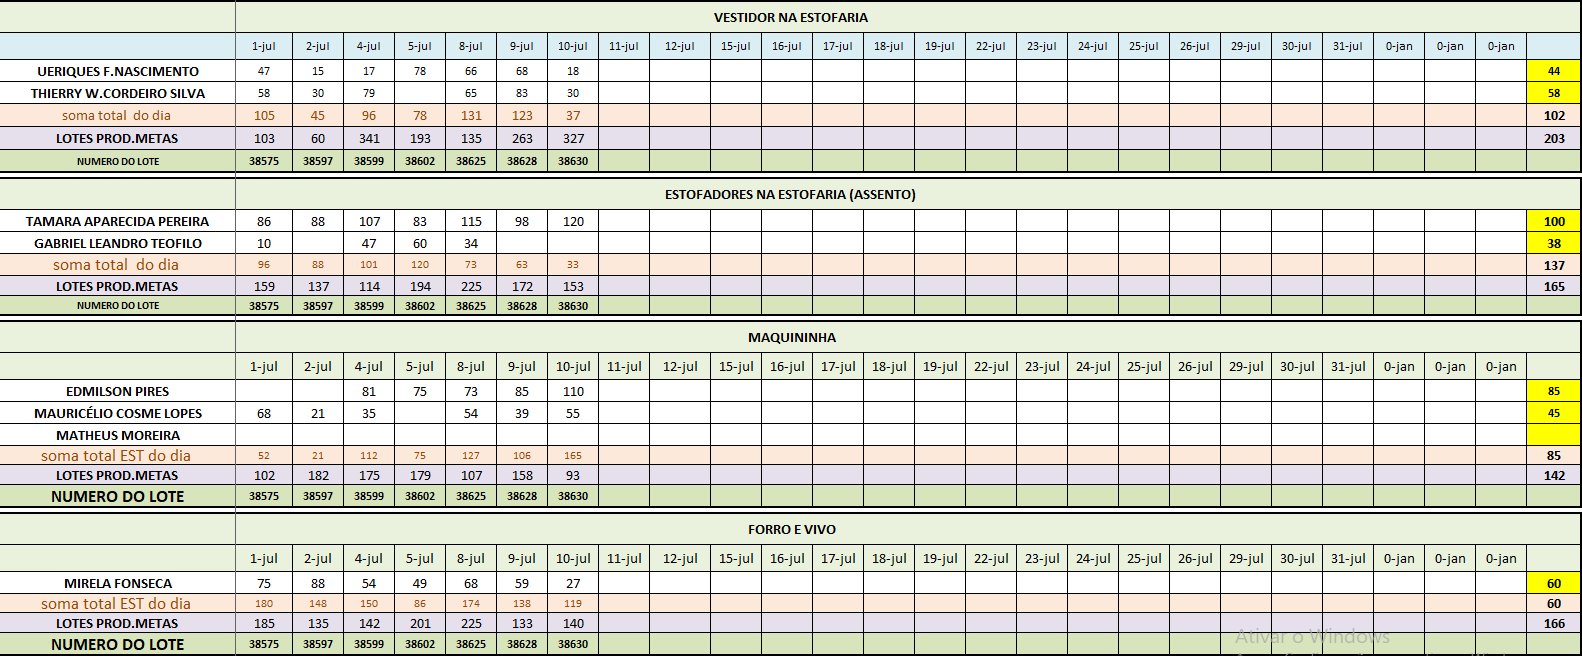 VESTIDOR NA ESTOFARIA
1-jul 2-jul 4-jul 5-jul 8-jul 9-jul 10-jul 11-jul 12-jul 15-jul 16-jul 17-jul 18-jul 19-jul 22-jul 23-jul 24-jul 25-jul 26-jul 29-jul 30-jul 31-jul 0-jan 0-jan 0-jan
UERIQUES F.NASCIMENTO 47 15 17 78 66 68 18 44
THIERRY W.CORDEIRO SILVA 58 30 79 65 83 30 58
soma total do dia 105 45 96 78 131 123 37 102
LOTES PROD.METAS 103 60 341 193 135 263 327 203
NUMERO DO LOTE 38575 38597 38599 38602 38625 38628 38630
ESTOFADORES NA ESTOFARIA (ASSENTO)
TAMARA APARECIDA PEREIRA 86 88 107 83 115 98 120 100
GABRIEL LEANDRO TEOFILO 10 47 60 34 38
soma total do dia 96 88 101 120 73 63 33 137
LOTES PROD.METAS 159 137 114 194 225 172 153 165
NUMERO DO LOTE 38575 38597 38599 38602 38625 38628 38630
MAQUININHA
1-jul 2-jul 4-jul 5-jul 8-jul 9-jul 10-jul 11-jul 12-jul 15-jul 16-jul 17-jul 18-jul 19-jul 22-jul 23-jul 24-jul 25-jul 26-jul 29-jul 30-jul 31-jul 0-jan 0-jan 0-jan
EDMILSON PIRES 81 75 73 85 110 85
MAURICÉLIO COSME LOPES 68 21 35 54 39 55 45
MATHEUS MOREIRA
soma total EST do dia 52 21 112 75 127 106 165 85
LOTES PROD.METAS 102 182 175 179 107 158 93 142
NUMERO DO LOTE 38575 38597 38599 38602 38625 38628 38630
FORRO E VIVO
1-jul 2-jul 4-jul 5-jul 8-jul 9-jul 10-jul 11-jul 12-jul 15-jul 16-jul 17-jul 18-jul 19-jul 22-jul 23-jul 24-jul 25-jul 26-jul 29-jul 30-jul 31-jul 0-jan 0-jan 0-jan
MIRELA FONSECA 75 88 54 49 68 59 27 60
soma total EST do dia 180 148 150 86 174 138 119 60
LOTES PROD.METAS 185 135 142 201 225 133 140 166
Ativar o Windows
NUMERO DO LOTE 38575 38597 38599 38602 38625 38628 38630